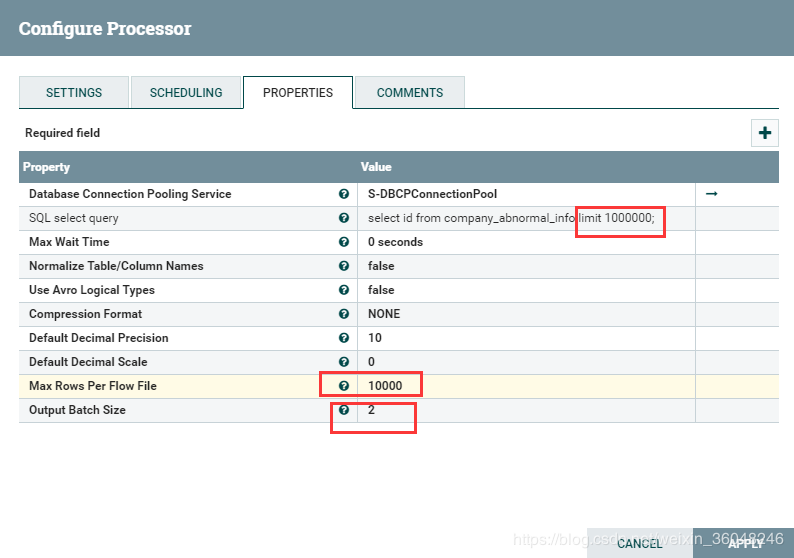 Configure Processor
SETTINGS SCHEDULING PROPERTIES COMMENTS
Required field
Property Value
Database Connection Pooling Service S-DBCPConnectionPool
SQL select query select id from company_abnormal_info limit 1000000;
Max Wait Time 0 seconds
Normalize Table/Column Names false
Use Avro Logical Types false
Compression Format NONE
Default Decimal Precision 10
Default Decimal Scale 0
Max Rows Per Flow File 10000
Output Batch Size 2
CANCEL APPLY
https://blog.csdn.net/weixin_36048246